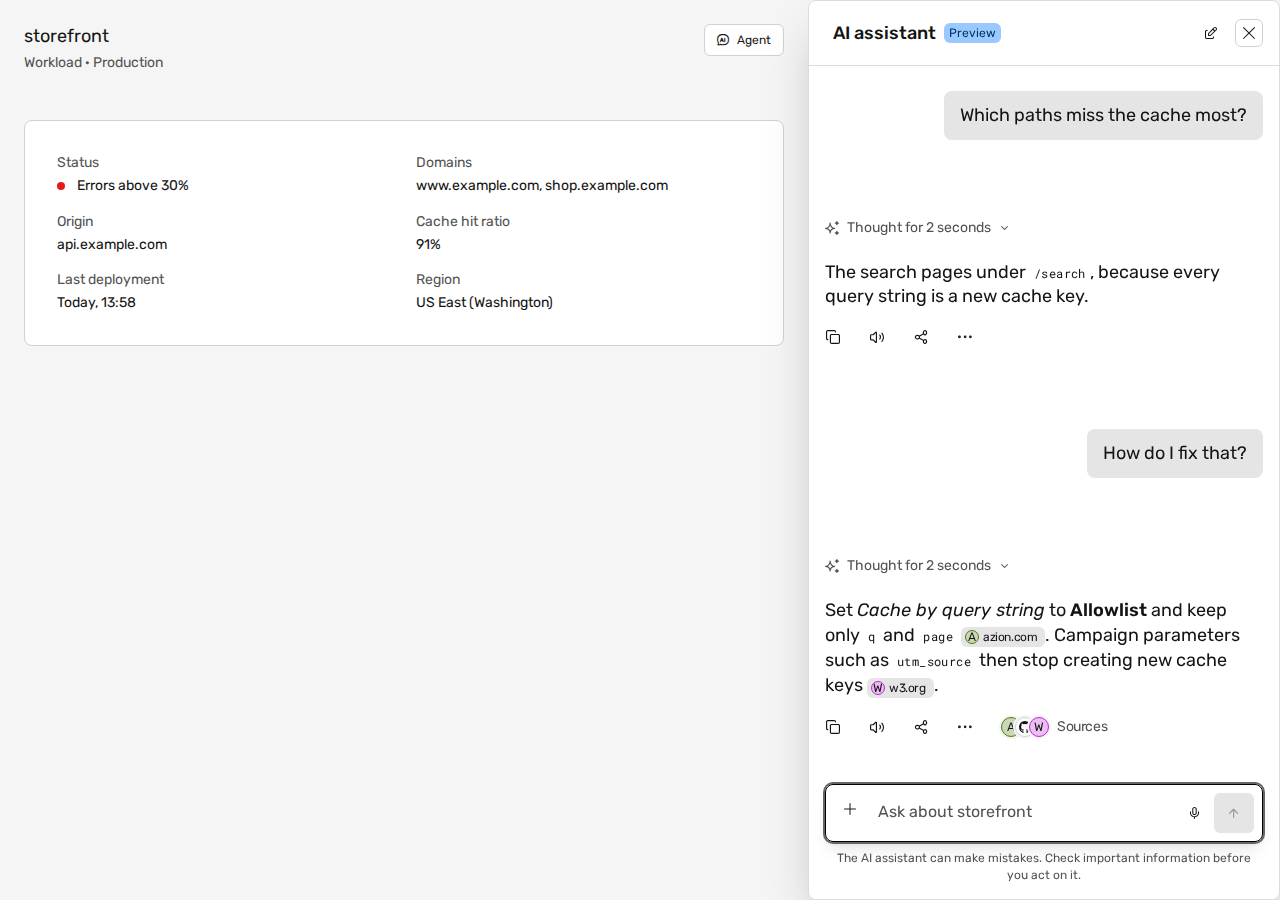 storefront
Workload • Production
Agent
Status
Errors above 30%
Domains
www.example.com, shop.example.com
Origin
api.example.com
Cache hit ratio
91%
Last deployment
Today, 13:58
Region
US East (Washington)
AI assistant Preview
Which paths miss the cache most?
Thought for 2 seconds
The search pages under /search, because every
query string is a new cache key.
How do I fix that?
Thought for 2 seconds
Set Cache by query string to Allowlist and keep
only q and page A azion.com. Campaign parameters
such as utm_source then stop creating new cache
keys W w3.org.
A W Sources
Ask about storefront
The AI assistant can make mistakes. Check important information before
you act on it.